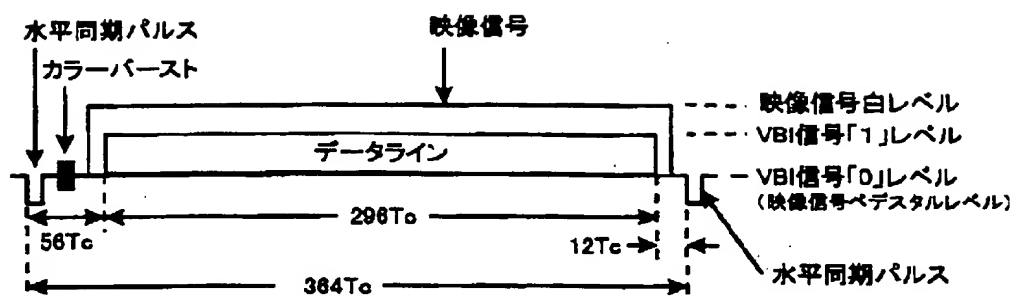 水平同期パルス
映像信号
カラーバースト
映像信号白レベル
VBI信号「1」レベル
データライン
VBI信号「0」レベル
(映像信号ペデスタルレベル)
296Tc
56Tc
12Tc
水平同期パルス
364Tc